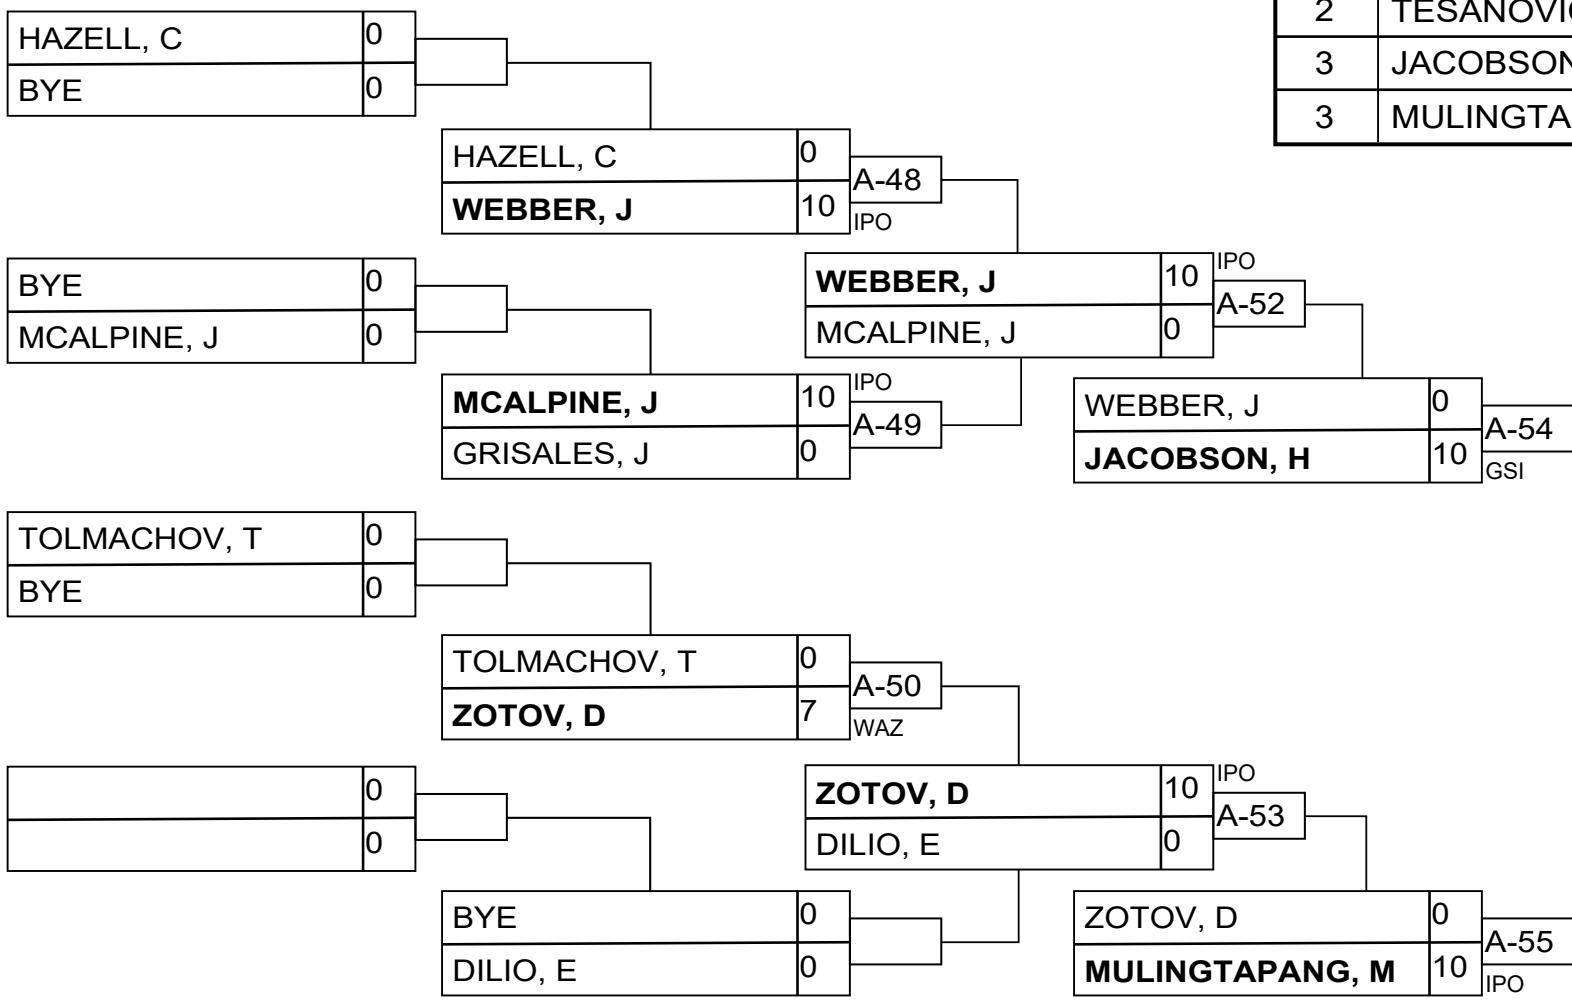 2 TESANOVIC
HAZELL, C 0
BYE 0
3 JACOBSON
3 MULINGTA
HAZELL, C 0
WEBBER, J 10
A-48
IPO
BYE 0
MCALPINE, J 0
WEBBER, J 10
MCALPINE, J 0
IPO
A-52
MCALPINE, J 10
GRISALES, J 0
IPO
A-49
WEBBER, J 0
JACOBSON, H 10
A-54
GSI
TOLMACHOV, T 0
BYE 0
TOLMACHOV, T 0
ZOTOV, D 7
A-50
WAZ
0
0
ZOTOV, D 10
DILIO, E 0
IPO
A-53
BYE 0
DILIO, E 0
ZOTOV, D 0
MULINGTAPANG, M 10
A-55
IPO